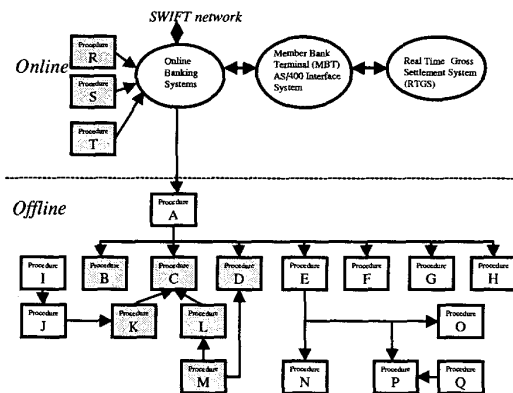 SWIFT network
Online
Procedure
R
Procedure
S
Procedure
T
Online
Banking
Systems
Member Bank
Terminal (MBT)
AS/400 Interface
System
Real Time Gross
Settlement System
(RTGS)
Offline
Procedure
A
Procedure
I
Procedure
B
Procedure
C
Procedure
D
Procedure
E
Procedure
F
Procedure
G
Procedure
H
Procedure
J
Procedure
K
Procedure
L
Procedure
O
Procedure
M
Procedure
N
Procedure
P
Procedure
Q